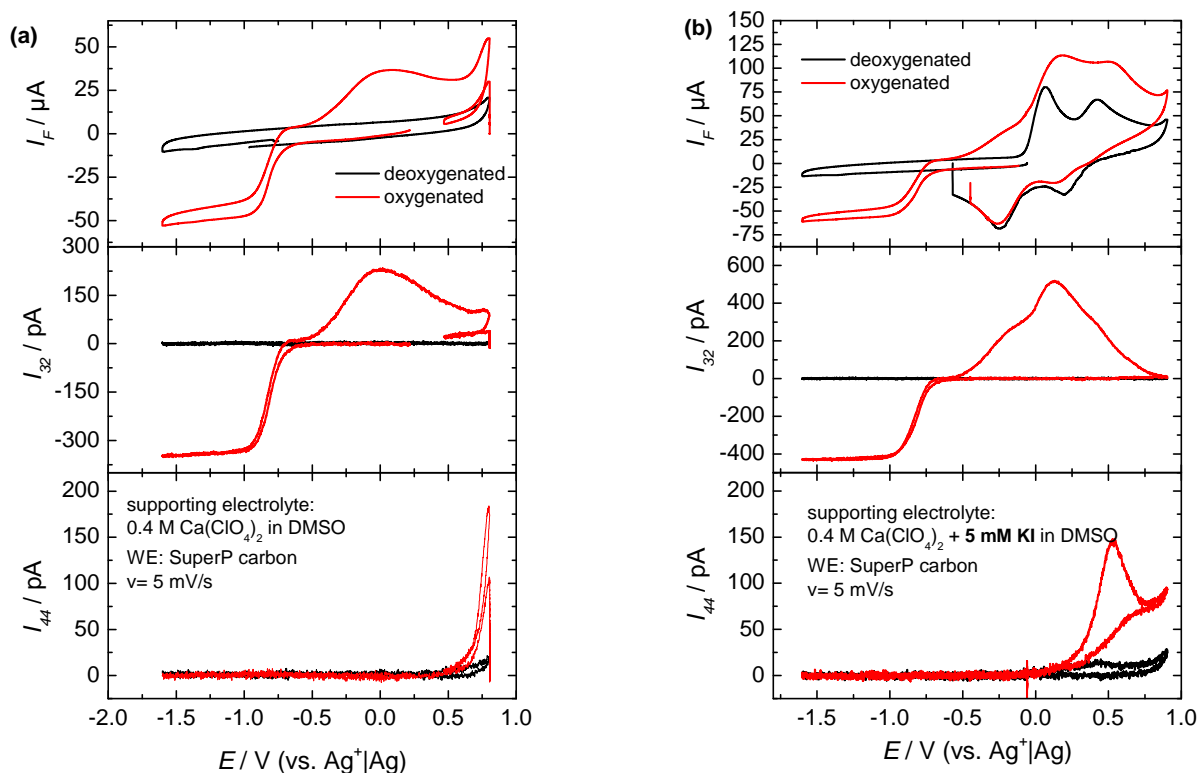 (a)
50
25
0
-25
-50
I_F / µA
deoxygenated
oxygenated
300
150
0
-150
-300
I_32 / pA
200
150
100
50
0
I_44 / pA
supporting electrolyte:
0.4 M Ca(ClO4)2 in DMSO
WE: SuperP carbon
v= 5 mV/s
-2.0 -1.5 -1.0 -0.5 0.0 0.5 1.0
E / V (vs. Ag+|Ag)
(b)
150
125
100
75
50
25
0
-25
-50
-75
I_F / µA
deoxygenated
oxygenated
600
400
200
0
-200
-400
I_32 / pA
200
150
100
50
0
I_44 / pA
supporting electrolyte:
0.4 M Ca(ClO4)2 + 5 mM KI in DMSO
WE: SuperP carbon
v= 5 mV/s
-1.5 -1.0 -0.5 0.0 0.5 1.0
E / V (vs. Ag+|Ag)